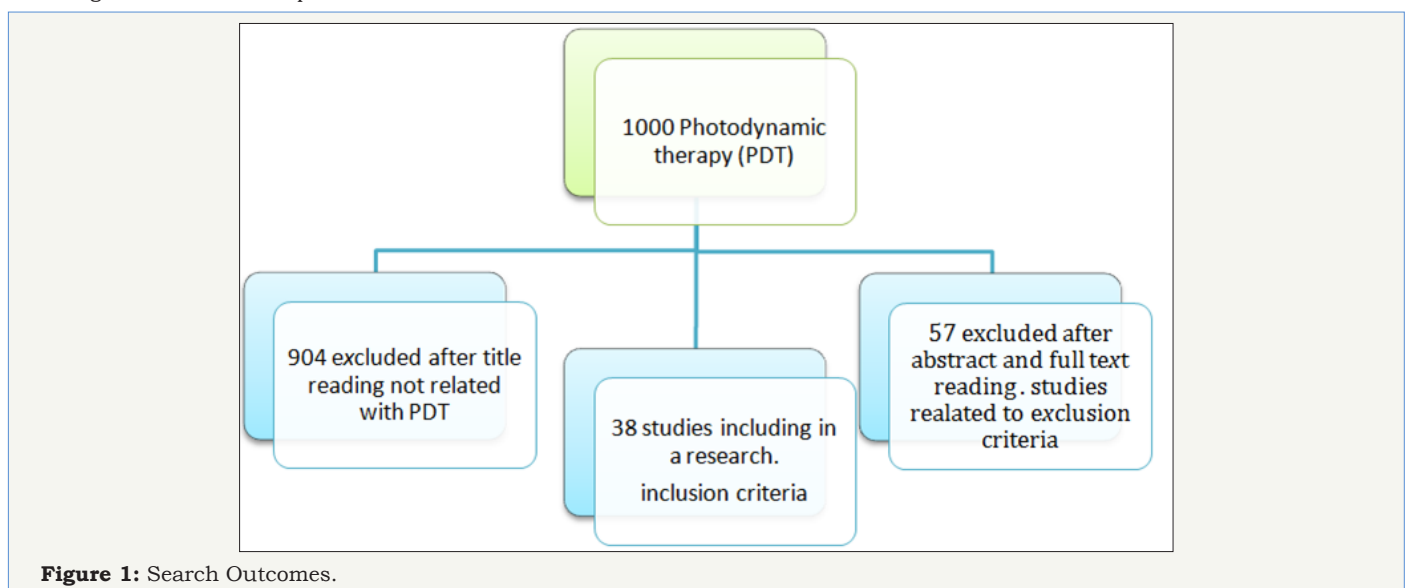 1000 Photodynamic
therapy (PDT)
904 excluded after title
reading not related
with PDT
38 studies including in
a research.
inclusion criteria
57 excluded after
abstract and full text
reading. studies
realated to exclusion
criteria
Figure 1: Search Outcomes.